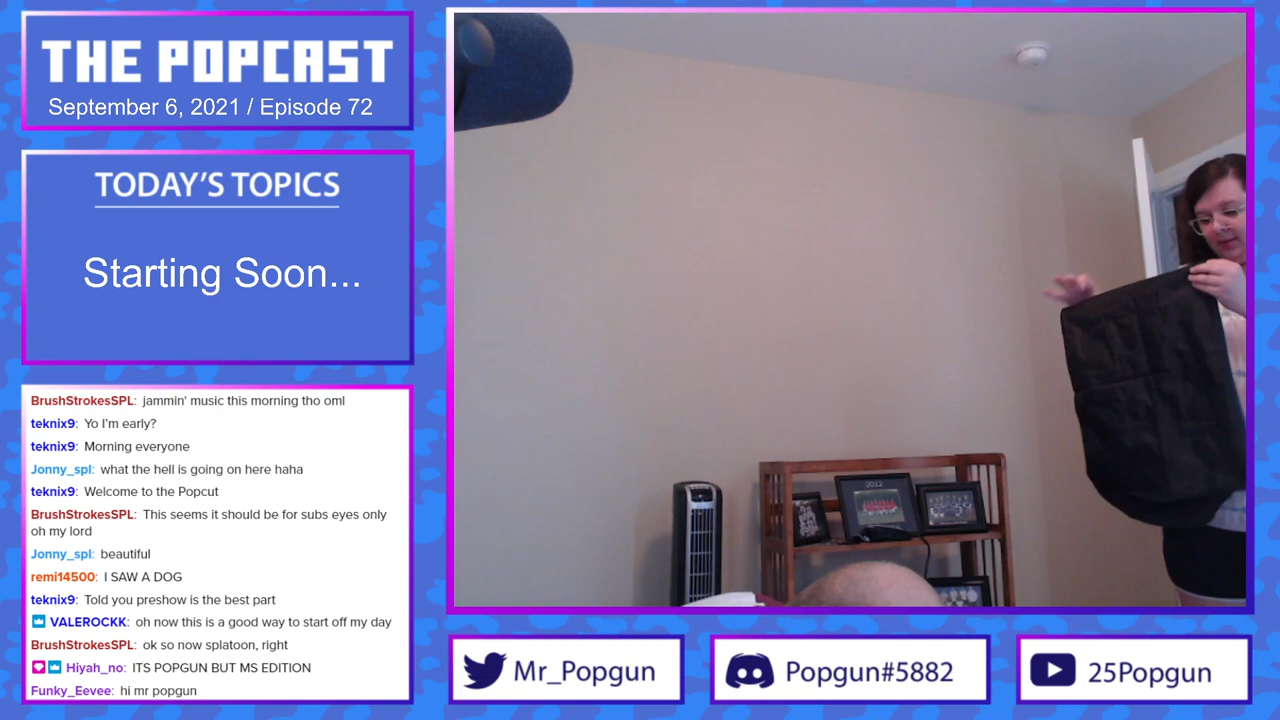 THE POPCAST
September 6, 2021 / Episode 72
TODAY'S TOPICS
Starting Soon...
BrushStrokesSPL: jammin' music this morning tho oml
teknix9: Yo I'm early?
teknix9: Morning everyone
Jonny_spl: what the hell is going on here haha
teknix9: Welcome to the Popcut
BrushStrokesSPL: This seems it should be for subs eyes only
oh my lord
Jonny_spl: beautiful
remi14500: I SAW A DOG
teknix9: Told you preshow is the best part
VALEROCKK: oh now this is a good way to start off my day
BrushStrokesSPL: ok so now splatoon, right
Hiyah_no: ITS POPGUN BUT MS EDITION
Funky_Eevee: hi mr popgun
2012
Mr_Popgun
Popgun#5882
25Popgun